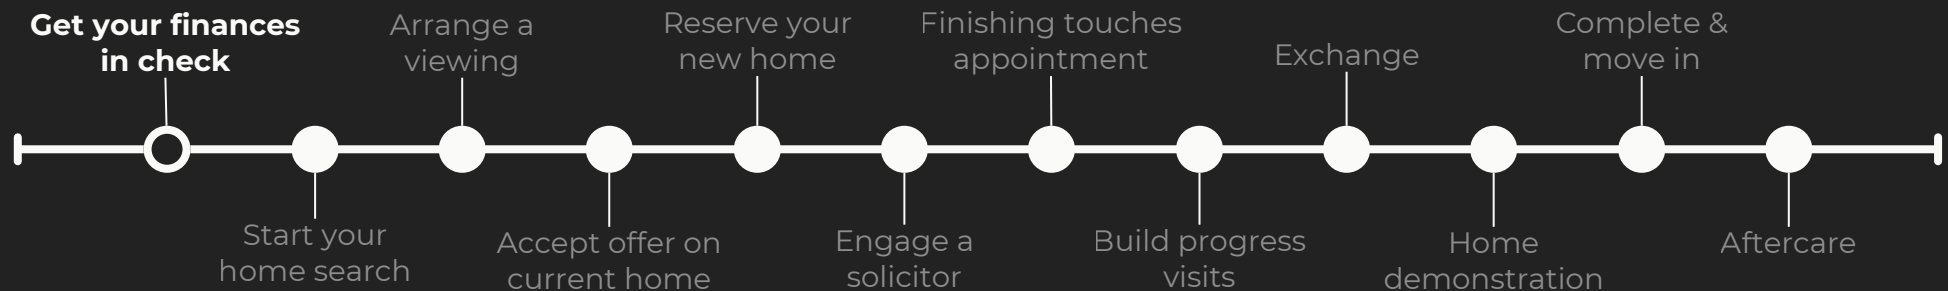 Get your finances
in check
Start your
home search
Arrange a
viewing
Accept offer on
current home
Reserve your
new home
Engage a
solicitor
Finishing touches
appointment
Build progress
visits
Exchange
Home
demonstration
Complete &
move in
Aftercare